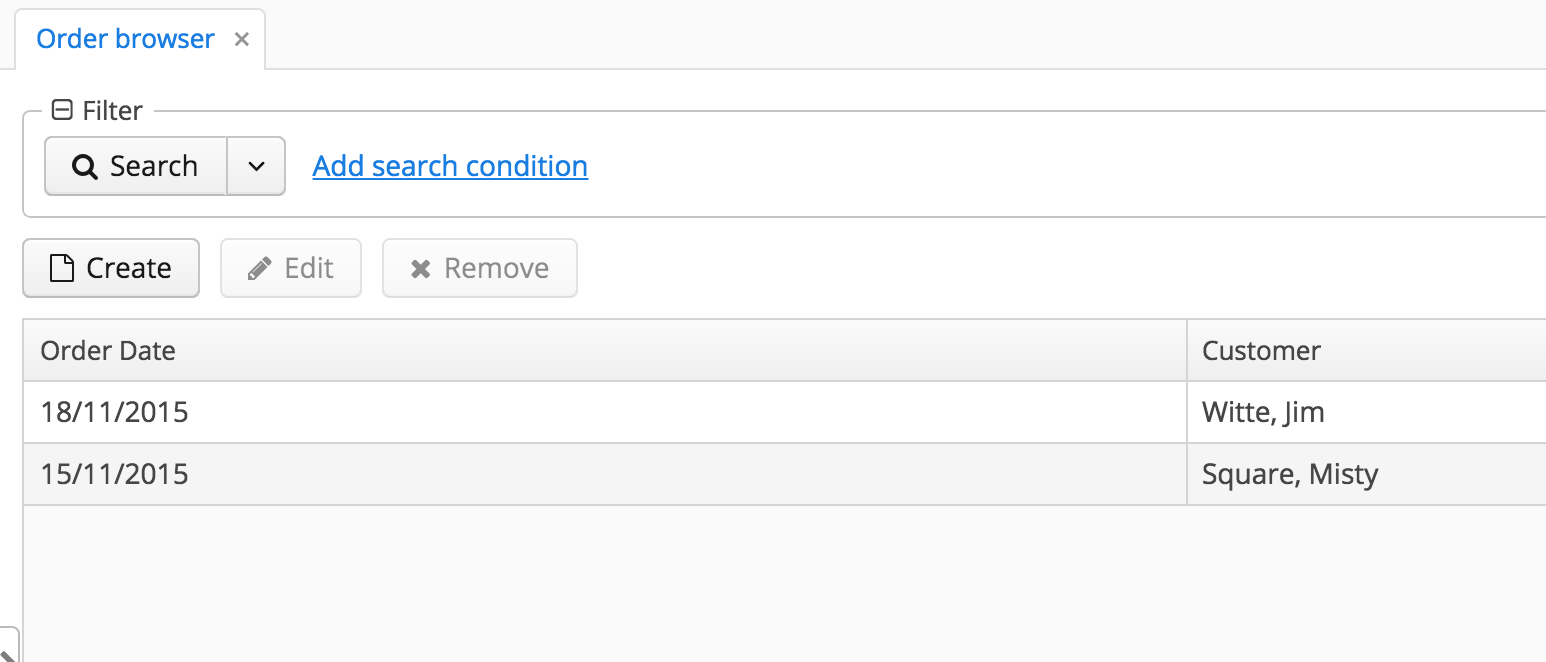 Order browser
Filter
Search Add search condition
Create Edit Remove
Order Date Customer
18/11/2015 Witte, Jim
15/11/2015 Square, Misty